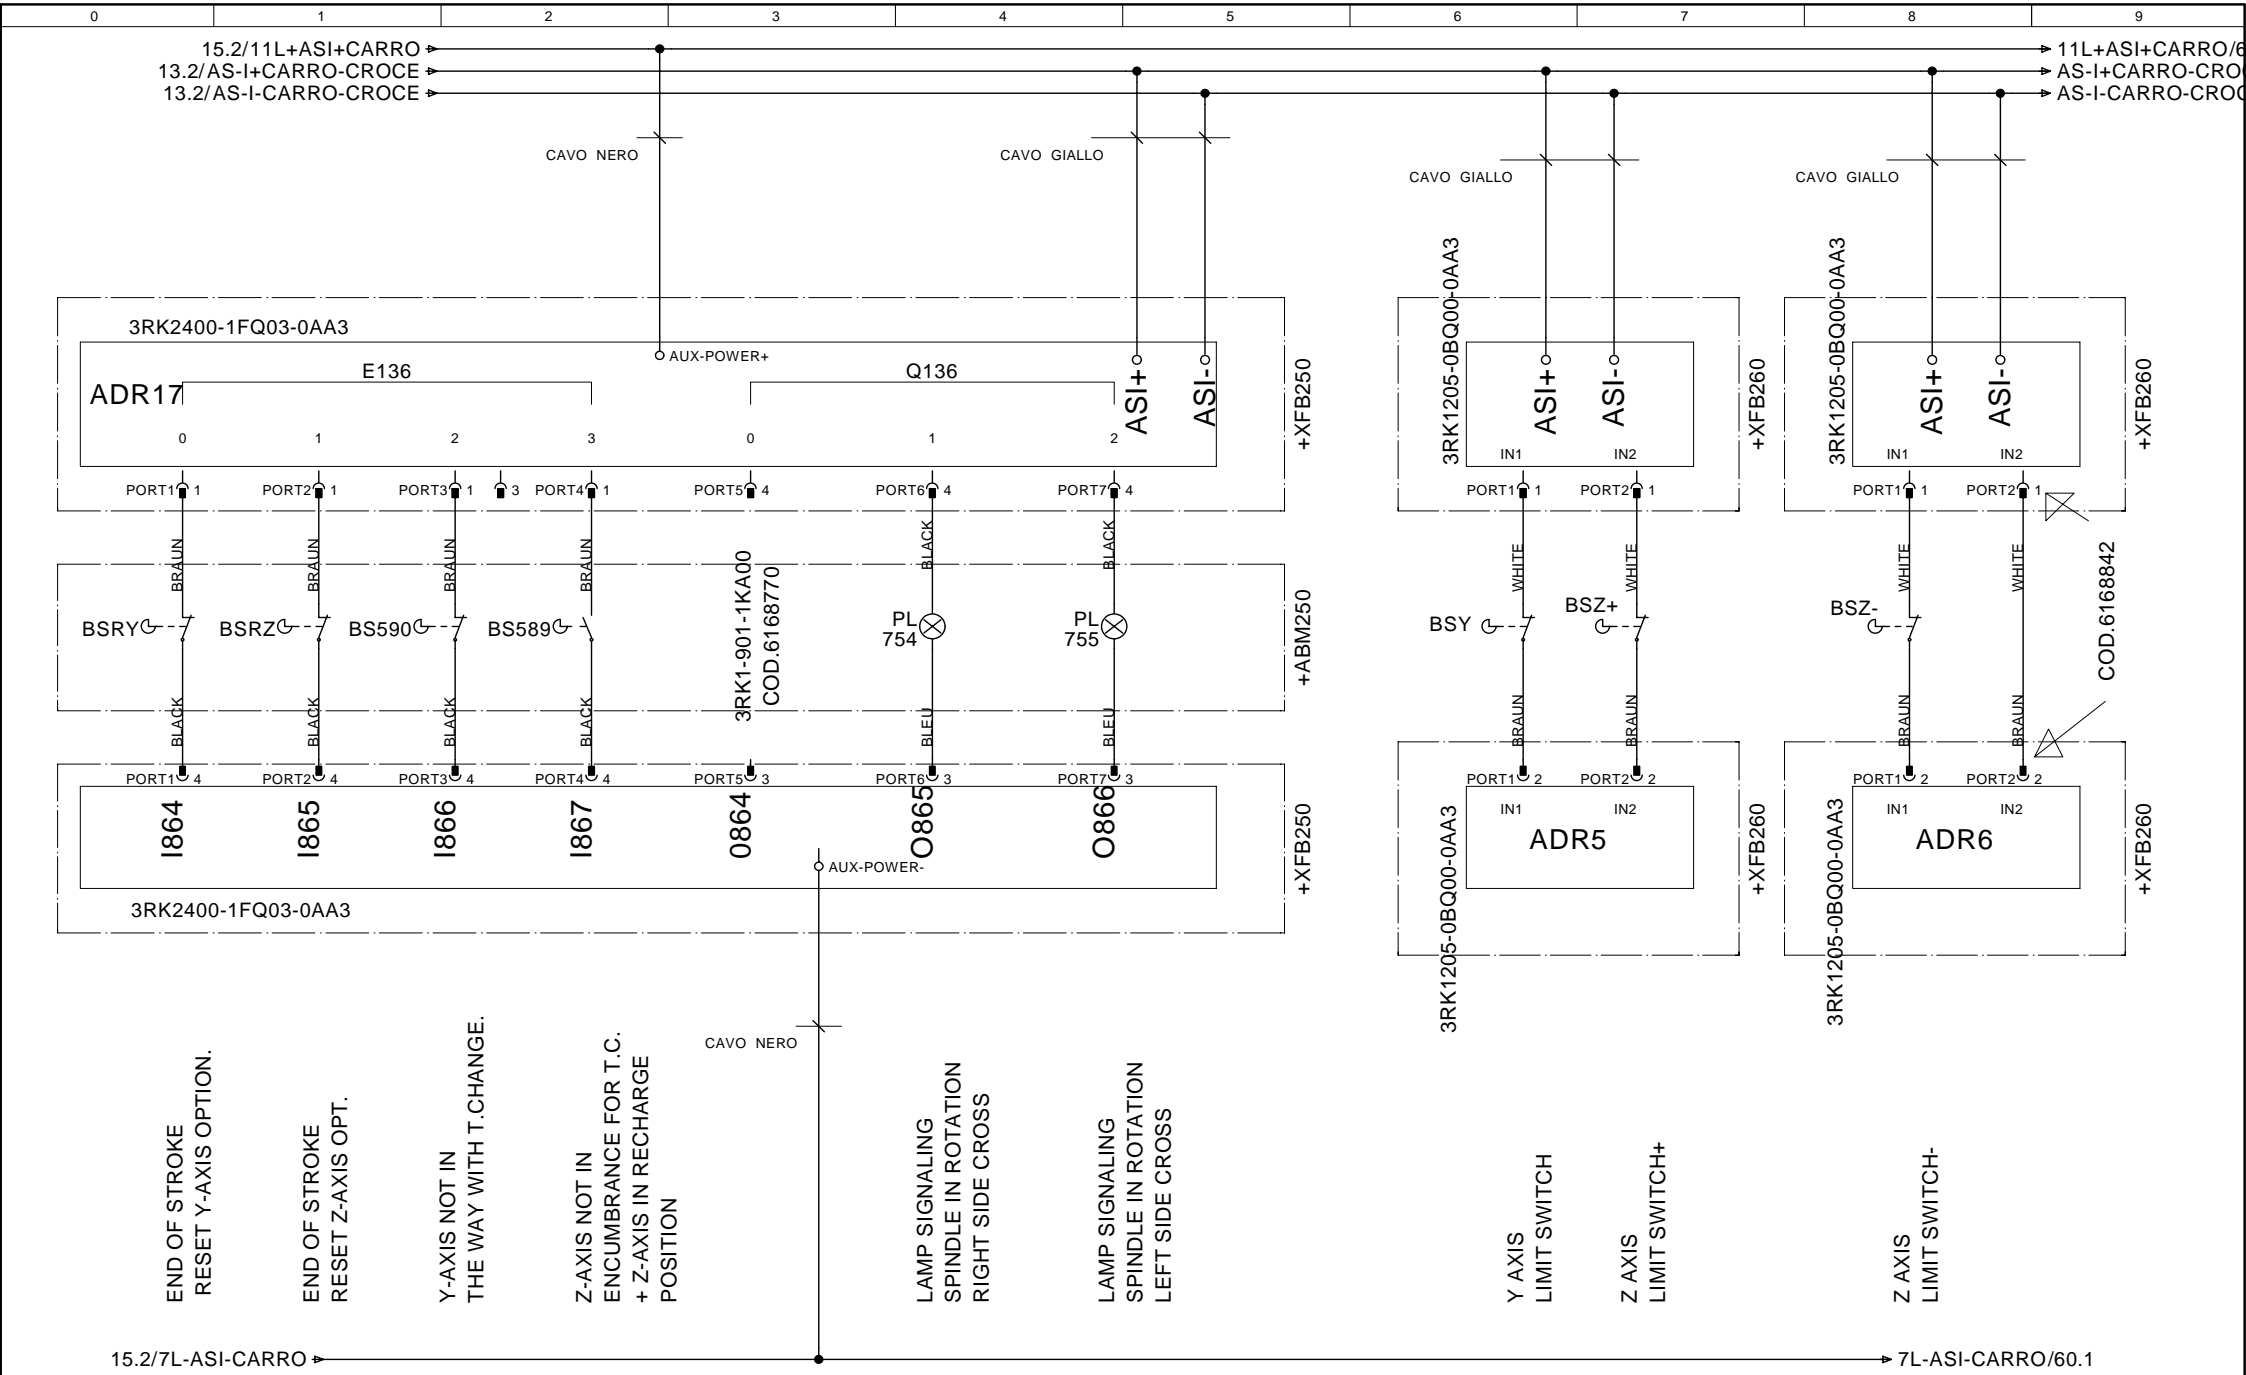 0 1 2 3 4 5 6 7 8 9
15.2/11L+ASI+CARRO
11L+ASI+CARRO/6
13.2/AS-I+CARRO-CROCE
AS-I+CARRO-CRO
13.2/AS-I-CARRO-CROCE
AS-I-CARRO-CRO
CAVO NERO
CAVO GIALLO
CAVO GIALLO
CAVO GIALLO
3RK2400-1FQ03-0AA3
ADR17
E136
AUX-POWER+
Q136
ASI+
ASI-
0 1 2 3 0 1 2
+XFB250
3RK1205-0BQ00-0AA3
ASI+
ASI-
IN1 IN2
+XFB260
3RK1205-0BQ00-0AA3
ASI+
ASI-
IN1 IN2
+XFB260
PORT1 1
PORT2 1
PORT3 1
3
PORT4 1
PORT5 4
PORT6 4
PORT7 4
PORT1 1
PORT2 1
PORT1 1
PORT2 1
BRAUN
BRAUN
BRAUN
BRAUN
BLACK
BLACK
WHITE
WHITE
WHITE
WHITE
BSRY
BSRZ
BS590
BS589
3RK1-901-1KA00
COD.6168770
PL
754
PL
755
+ABM250
BSY
BSZ+
BSZ-
COD.6168842
BLACK
BLACK
BLACK
BLACK
BLEU
BLEU
BRAUN
BRAUN
BRAUN
BRAUN
PORT1 4
PORT2 4
PORT3 4
PORT4 4
PORT5 3
PORT6 3
PORT7 3
PORT1 2
PORT2 2
PORT1 2
PORT2 2
I864
I865
I866
I867
0864
O865
O866
AUX-POWER-
3RK2400-1FQ03-0AA3
+XFB250
3RK1205-0BQ00-0AA3
IN1 IN2
ADR5
+XFB260
3RK1205-0BQ00-0AA3
IN1 IN2
ADR6
+XFB260
CAVO NERO
END OF STROKE
RESET Y-AXIS OPTION.
END OF STROKE
RESET Z-AXIS OPT.
Y-AXIS NOT IN
THE WAY WITH T.CHANGE.
Z-AXIS NOT IN
ENCUMBRANCE FOR T.C.
+ Z-AXIS IN RECHARGE
POSITION
LAMP SIGNALING
SPINDLE IN ROTATION
RIGHT SIDE CROSS
LAMP SIGNALING
SPINDLE IN ROTATION
LEFT SIDE CROSS
Y AXIS
LIMIT SWITCH
Z AXIS
LIMIT SWITCH+
Z AXIS
LIMIT SWITCH-
15.2/7L-ASI-CARRO
7L-ASI-CARRO/60.1